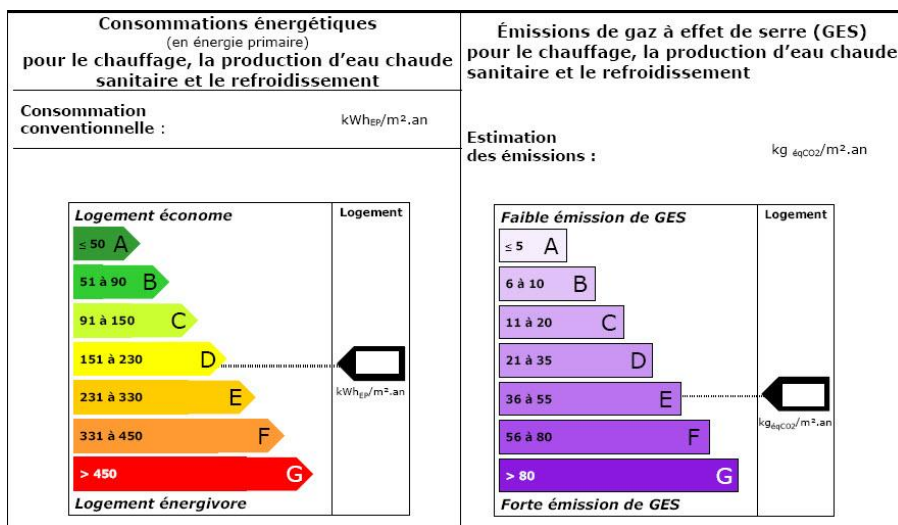 Consommations énergétiques
(en énergie primaire)
pour le chauffage, la production d'eau chaude
sanitaire et le refroidissement
Consommation
conventionnelle :
kWhEP/m².an
Logement économe
Logement
≤ 50 A
51 à 90 B
91 à 150 C
151 à 230 D
231 à 330 E
331 à 450 F
> 450 G
kWhEP/m².an
Logement énergivore
Émissions de gaz à effet de serre (GES)
pour le chauffage, la production d'eau chaude
sanitaire et le refroidissement
Estimation
des émissions :
kg éqCO2/m².an
Faible émission de GES
Logement
≤ 5 A
6 à 10 B
11 à 20 C
21 à 35 D
36 à 55 E
56 à 80 F
> 80 G
kgéqCO2/m².an
Forte émission de GES